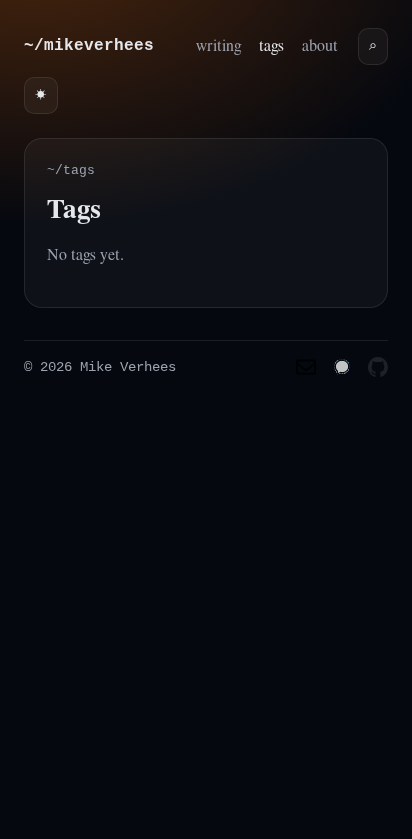 ~/mikeverhees writing tags about
~/tags
Tags
No tags yet.
© 2026 Mike Verhees